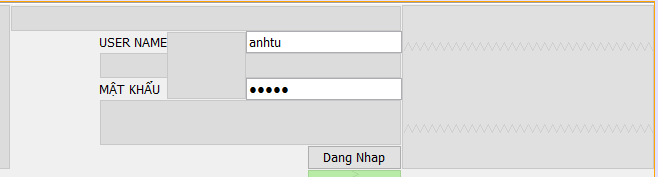 USER NAME anhtu
MẬT KHẨU •••••
Dang Nhap